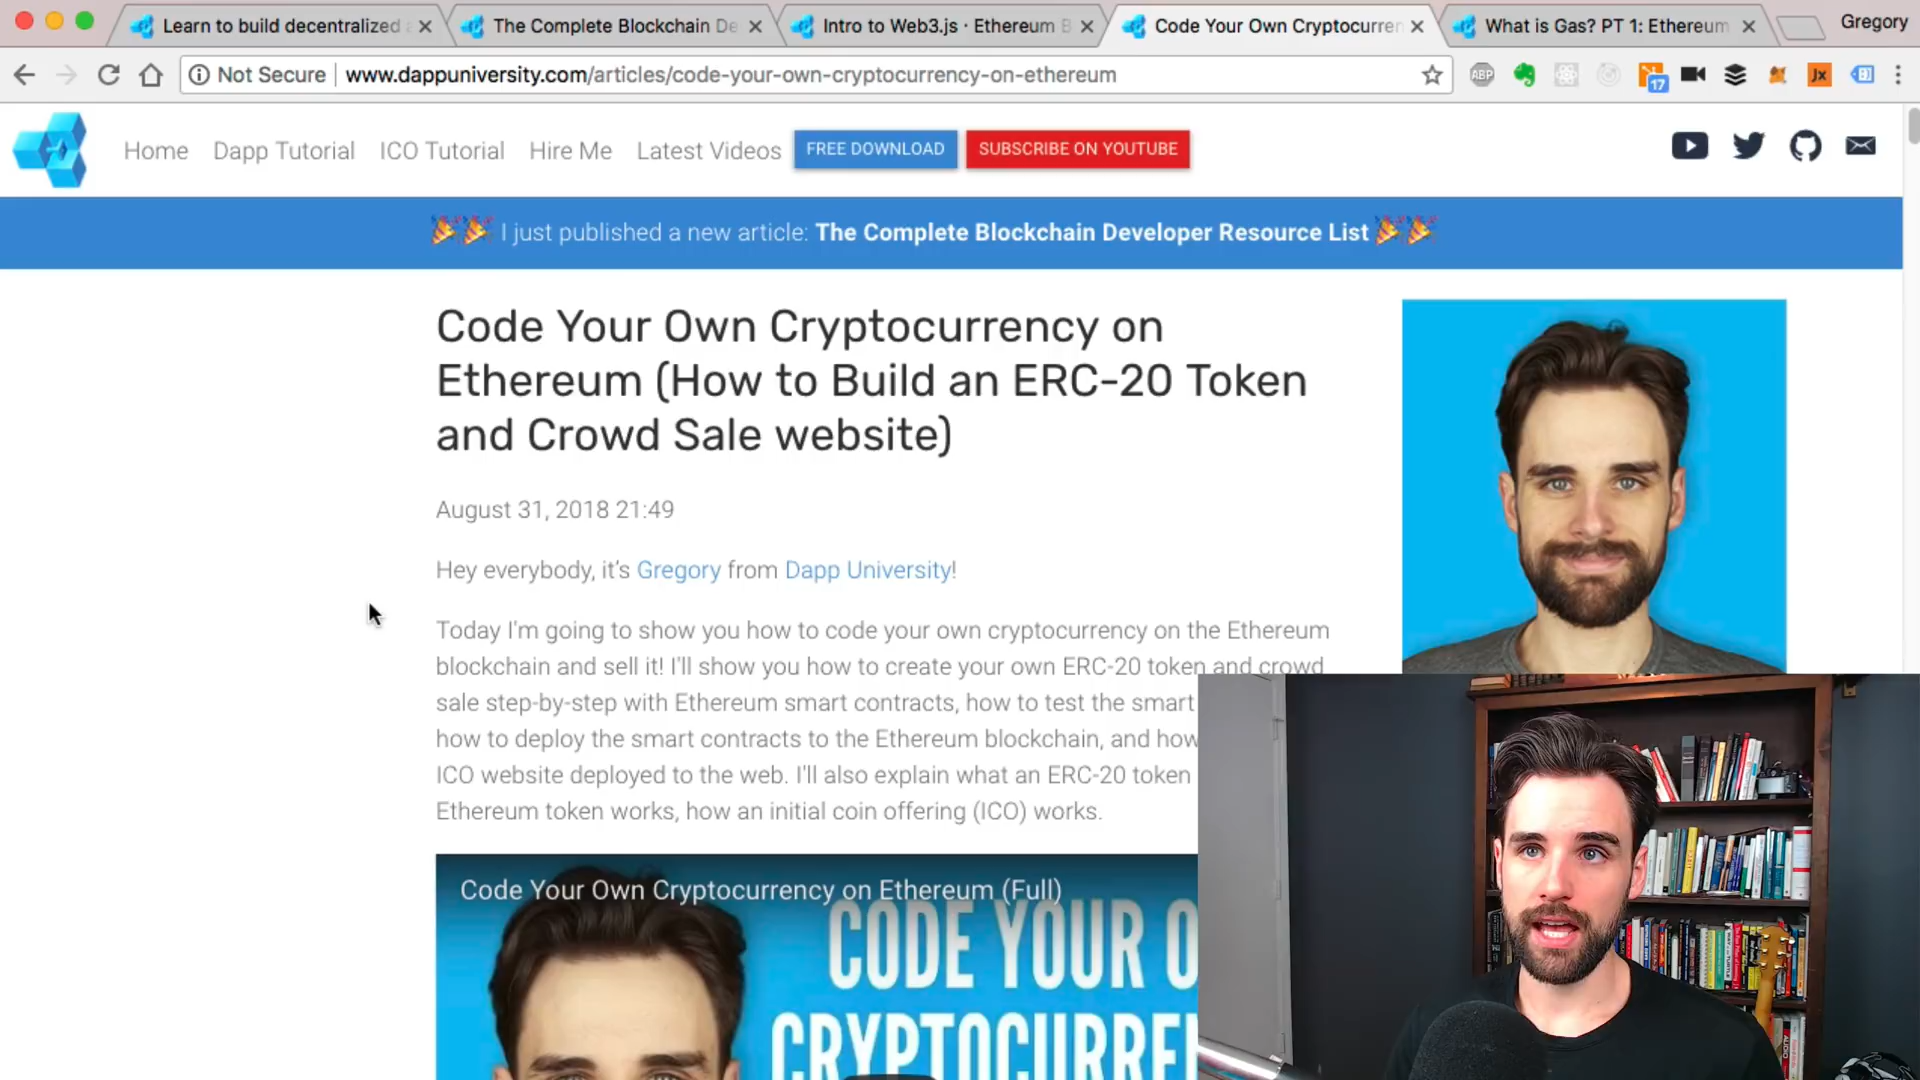 Learn to build decentralized a
The Complete Blockchain De
Intro to Web3.js · Ethereum B
Code Your Own Cryptocurren
What is Gas? PT 1: Ethereum
Gregory
Not Secure
www.dappuniversity.com/articles/code-your-own-cryptocurrency-on-ethereum
ABP
17
Jx
Home
Dapp Tutorial
ICO Tutorial
Hire Me
Latest Videos
FREE DOWNLOAD
SUBSCRIBE ON YOUTUBE
I just published a new article: The Complete Blockchain Developer Resource List
Code Your Own Cryptocurrency on
Ethereum (How to Build an ERC-20 Token
and Crowd Sale website)
August 31, 2018 21:49
Hey everybody, it's Gregory from Dapp University!
Today I'm going to show you how to code your own cryptocurrency on the Ethereum
blockchain and sell it! I'll show you how to create your own ERC-20 token and crowd
sale step-by-step with Ethereum smart contracts, how to test the smart
how to deploy the smart contracts to the Ethereum blockchain, and how
ICO website deployed to the web. I'll also explain what an ERC-20 token
Ethereum token works, how an initial coin offering (ICO) works.
Code Your Own Cryptocurrency on Ethereum (Full)
CODE YOUR O
CRYPTOCURRE